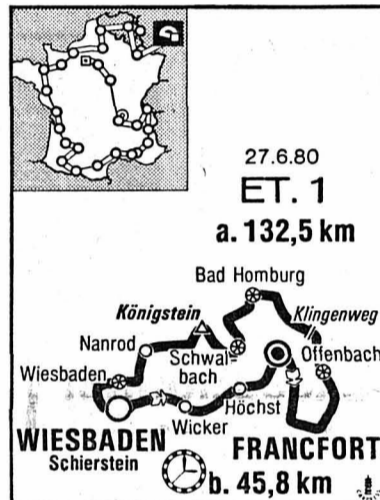 27.6.80
ET. 1
a. 132,5 km
Bad Homburg
Königstein
Klingenweg
Nanrod
Schwal-
bach
Offenbach
Wiesbaden
Höchst
Wicker
WIESBADEN
Schierstein
FRANCFORT
b. 45,8 km